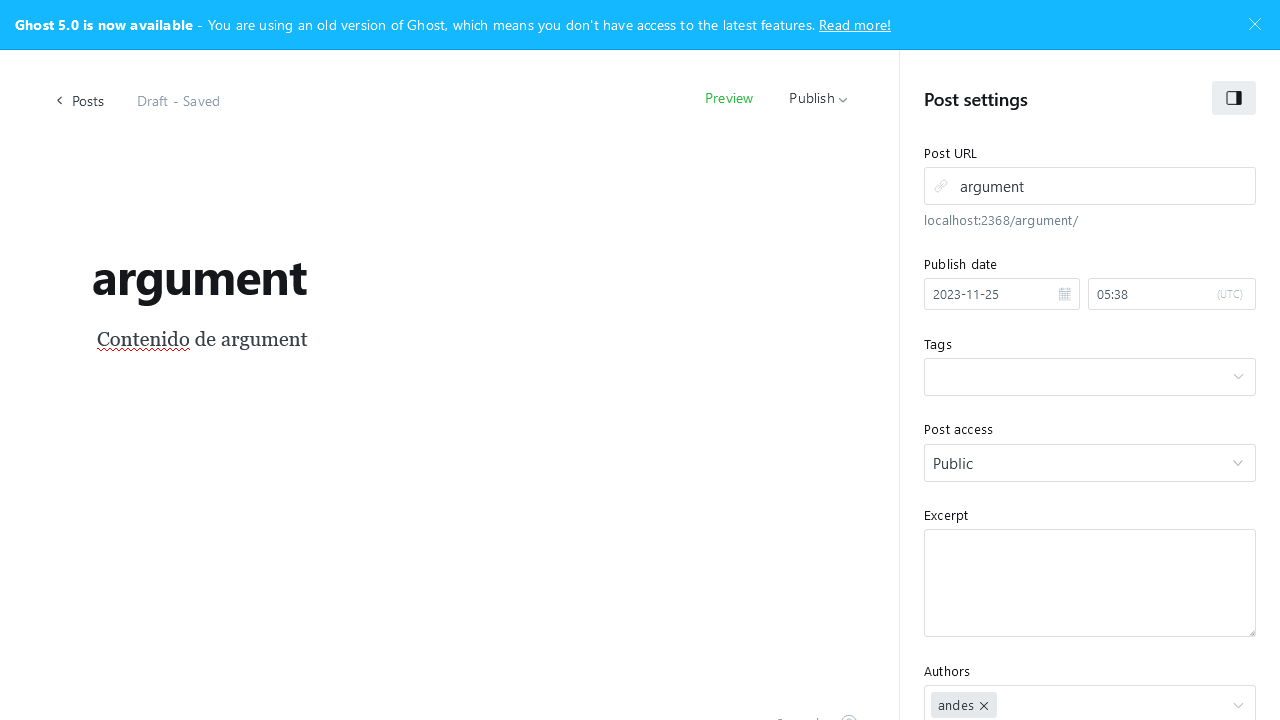 Ghost 5.0 is now available - You are using an old version of Ghost, which means you don't have access to the latest features. Read more!
Posts
Draft - Saved
Preview
Publish
argument
Contenido de argument
Post settings
Post URL
argument
localhost:2368/argument/
Publish date
2023-11-25
05:38
(UTC)
Tags
Post access
Public
Excerpt
Authors
andes